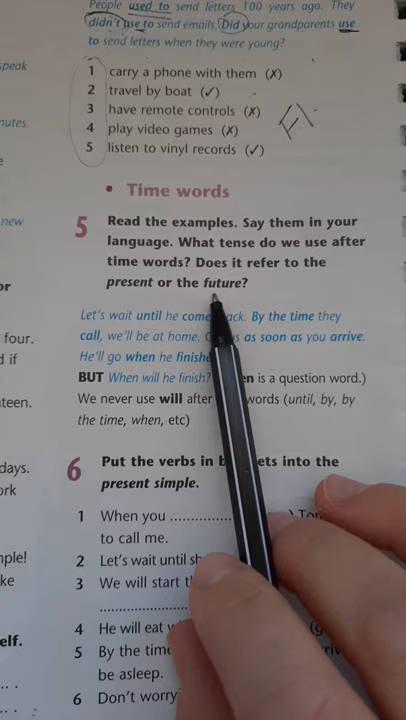 People used to send letters 100 years ago. They
didn't use to send emails. Did your grandparents use
to send letters when they were young?
speak
1 carry a phone with them (✗)
2 travel by boat (✓)
nutes.
3 have remote controls (✗)
4 play video games (✗)
5 listen to vinyl records (✓)
• Time words
new
5 Read the examples. Say them in your
language. What tense do we use after
time words? Does it refer to the
or
present or the future?
Let's wait until he come ack. By the time they
four.
call, we'll be at home. as soon as you arrive.
d if
He'll go when he finish
BUT When will he finish? en is a question word.)
teen.
We never use will after words (until, by, by
the time, when, etc)
days.
6 Put the verbs in b ets into the
ork
present simple.
1 When you ............
to call me.
mple!
2 Let's wait until
ke
3 We will start
......................
elf.
4 He will eat
5 By the time
be asleep.
6 Don't worry